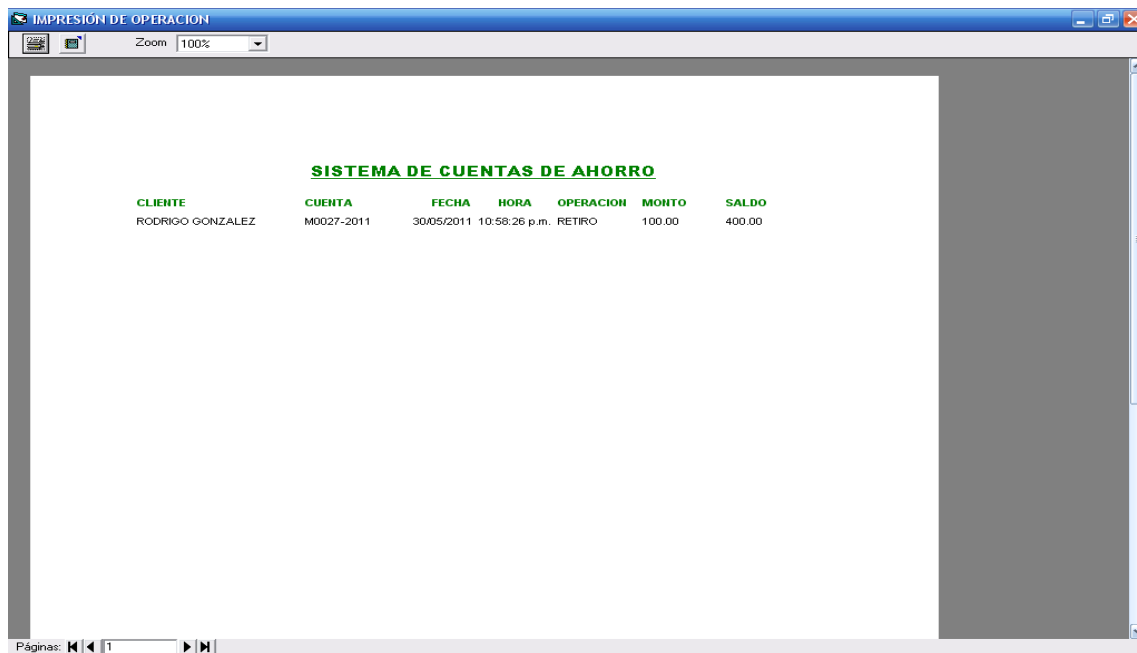 IMPRESIÓN DE OPERACION
Zoom 100%
SISTEMA DE CUENTAS DE AHORRO
CLIENTE CUENTA FECHA HORA OPERACION MONTO SALDO
RODRIGO GONZALEZ M0027-2011 30/05/2011 10:58:26 p.m. RETIRO 100.00 400.00
Páginas: 1